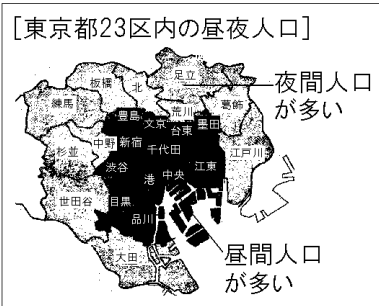 [東京都23区内の昼夜人口]
足立
北
板橋
夜間人口
が多い
練馬
荒川
葛飾
豊島
文京
墨田
台東
杉並
中野
新宿
千代田
江戸川
渋谷
江東
港
中央
世田谷
目黒
品川
昼間人口
が多い
大田